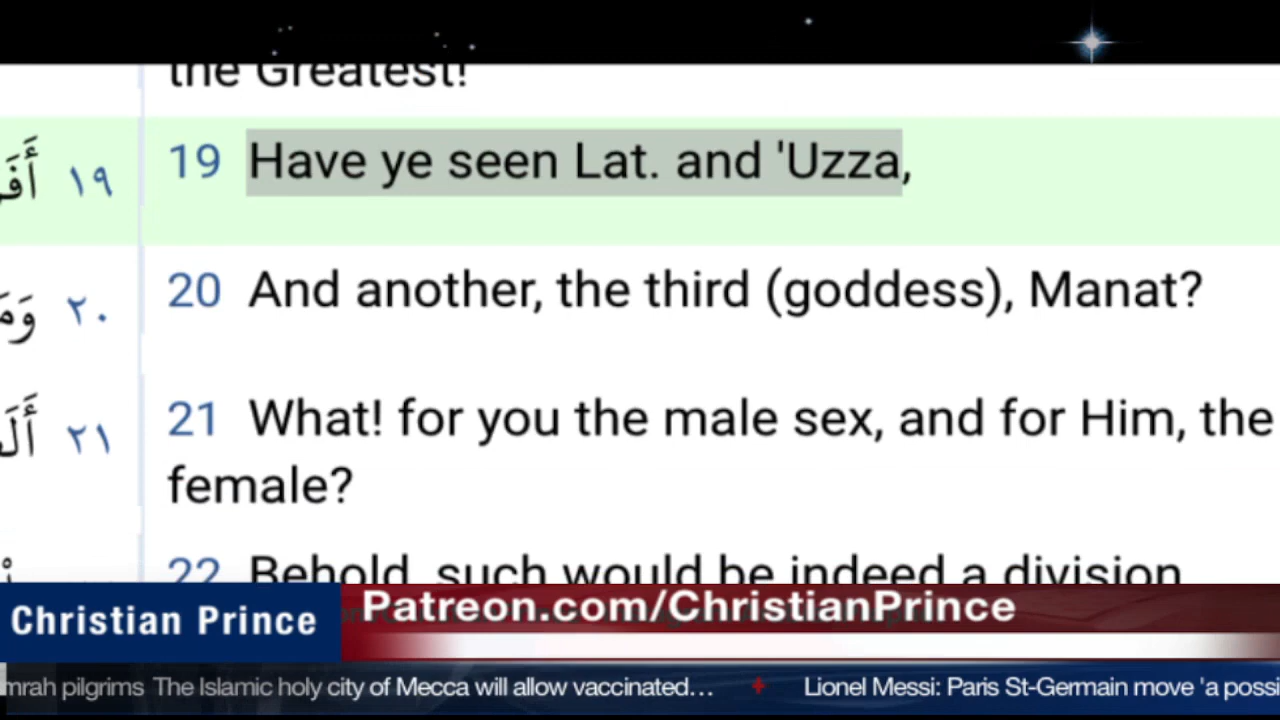 the Greatest!
١٩ 19 Have ye seen Lat. and 'Uzza,
٢٠ 20 And another, the third (goddess), Manat?
٢١ 21 What! for you the male sex, and for Him, the
female?
22 Behold, such would be indeed a division
Christian Prince
Patreon.com/ChristianPrince
mrah pilgrims The Islamic holy city of Mecca will allow vaccinated... Lionel Messi: Paris St-Germain move 'a possi